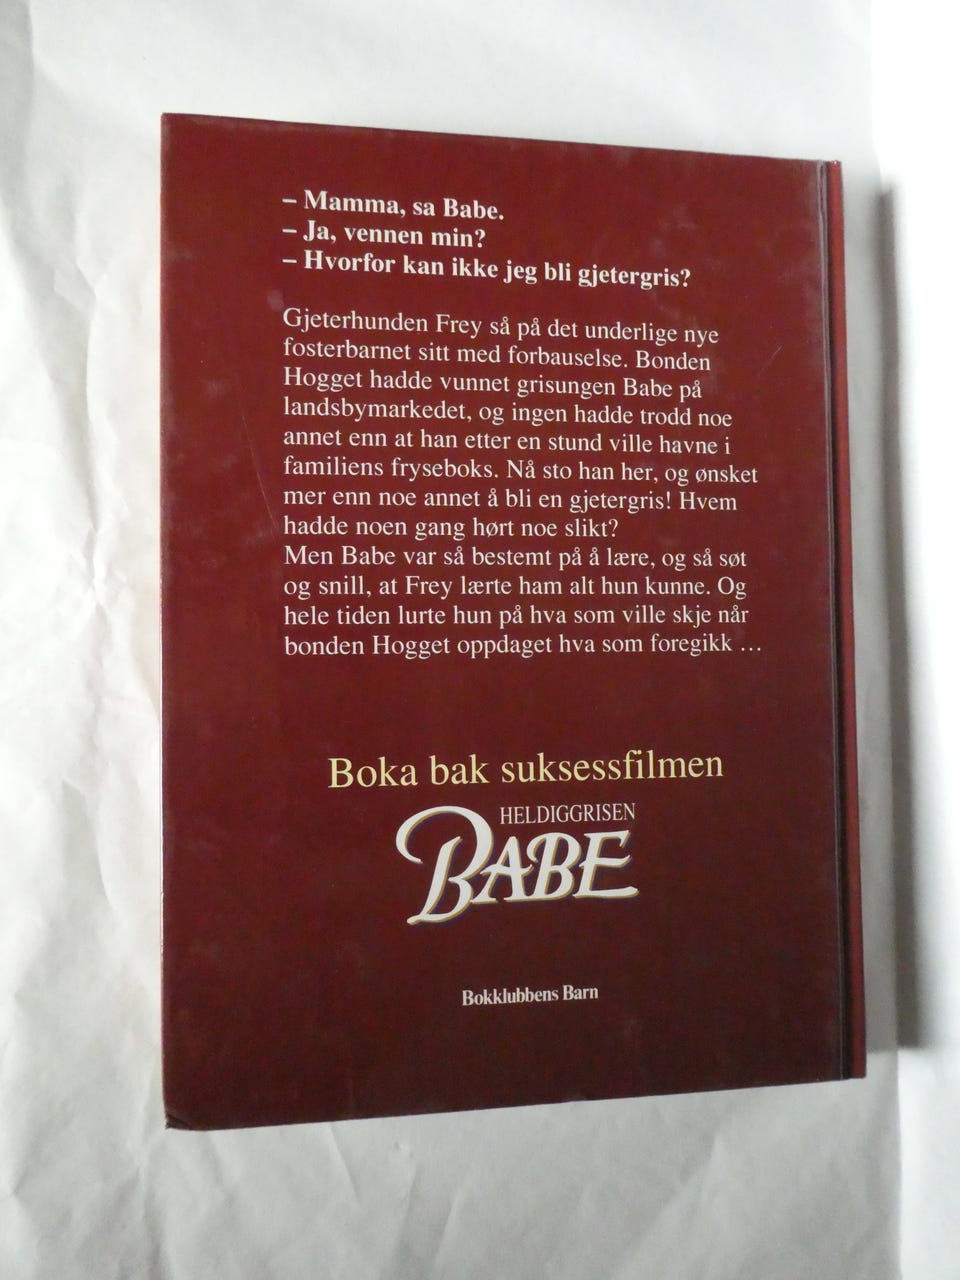 – Mamma, sa Babe.
– Ja, vennen min?
– Hvorfor kan ikke jeg bli gjetergris?
Gjeterhunden Frey så på det underlige nye
fosterbarnet sitt med forbauselse. Bonden
Hogget hadde vunnet grisungen Babe på
landsbymarkedet, og ingen hadde trodd noe
annet enn at han etter en stund ville havne i
familiens fryseboks. Nå sto han her, og ønsket
mer enn noe annet å bli en gjetergris! Hvem
hadde noen gang hørt noe slikt?
Men Babe var så bestemt på å lære, og så søt
og snill, at Frey lærte ham alt hun kunne. Og
hele tiden lurte hun på hva som ville skje når
bonden Hogget oppdaget hva som foregikk …
Boka bak suksessfilmen
HELDIGGRISEN
BABE
Bokklubbens Barn